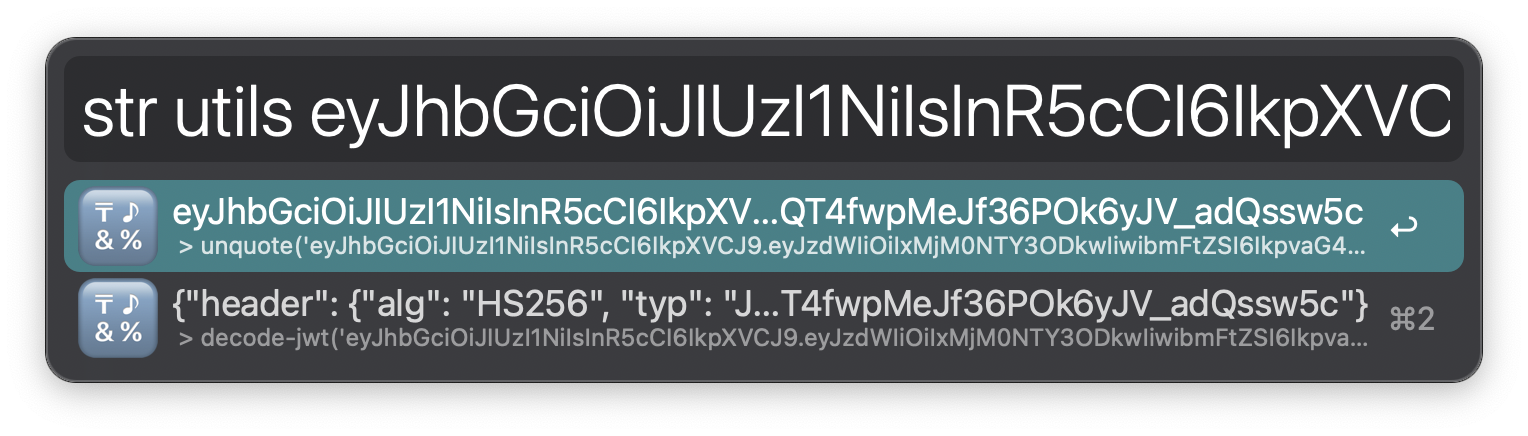 str utils eyJhbGciOiJIUzI1NiIsInR5cCI6IkpXVC
eyJhbGciOiJIUzI1NiIsInR5cCI6IkpXV...QT4fwpMeJf36POk6yJV_adQssw5c
> unquote('eyJhbGciOiJIUzI1NiIsInR5cCI6IkpXVCJ9.eyJzdWIiOiIxMjM0NTY3ODkwIiwibmFtZSI6IkpvaG4...
{"header": {"alg": "HS256", "typ": "J...T4fwpMeJf36POk6yJV_adQssw5c"}
> decode-jwt('eyJhbGciOiJIUzI1NiIsInR5cCI6IkpXVCJ9.eyJzdWIiOiIxMjM0NTY3ODkwIiwibmFtZSI6Ikpva...
⌘2